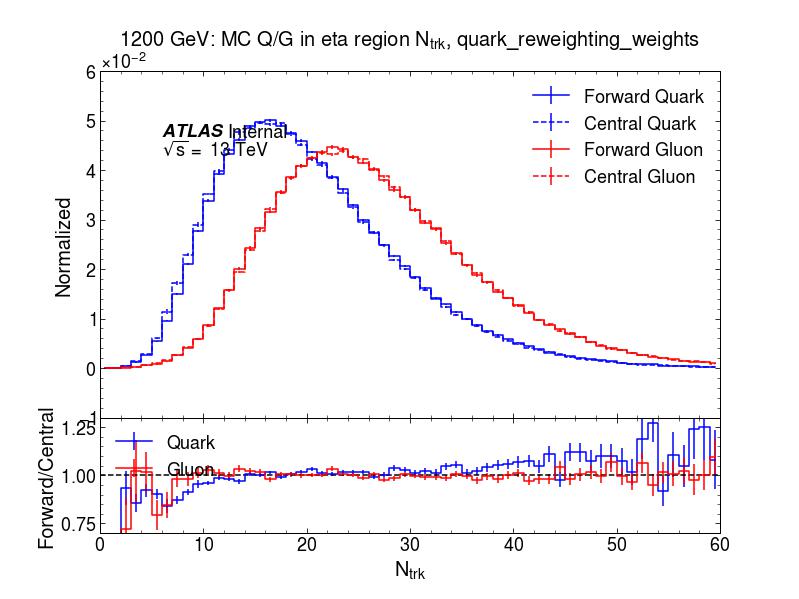 1200 GeV: MC Q/G in eta region N_trk, quark_reweighting_weights
×10⁻²
6
5
4
3
2
1
0
−1
Normalized
ATLAS Internal
√s = 13 TeV
Forward Quark
Central Quark
Forward Gluon
Central Gluon
1.25
1.00
0.75
Forward/Central
Quark
Gluon
0 10 20 30 40 50 60
N_trk